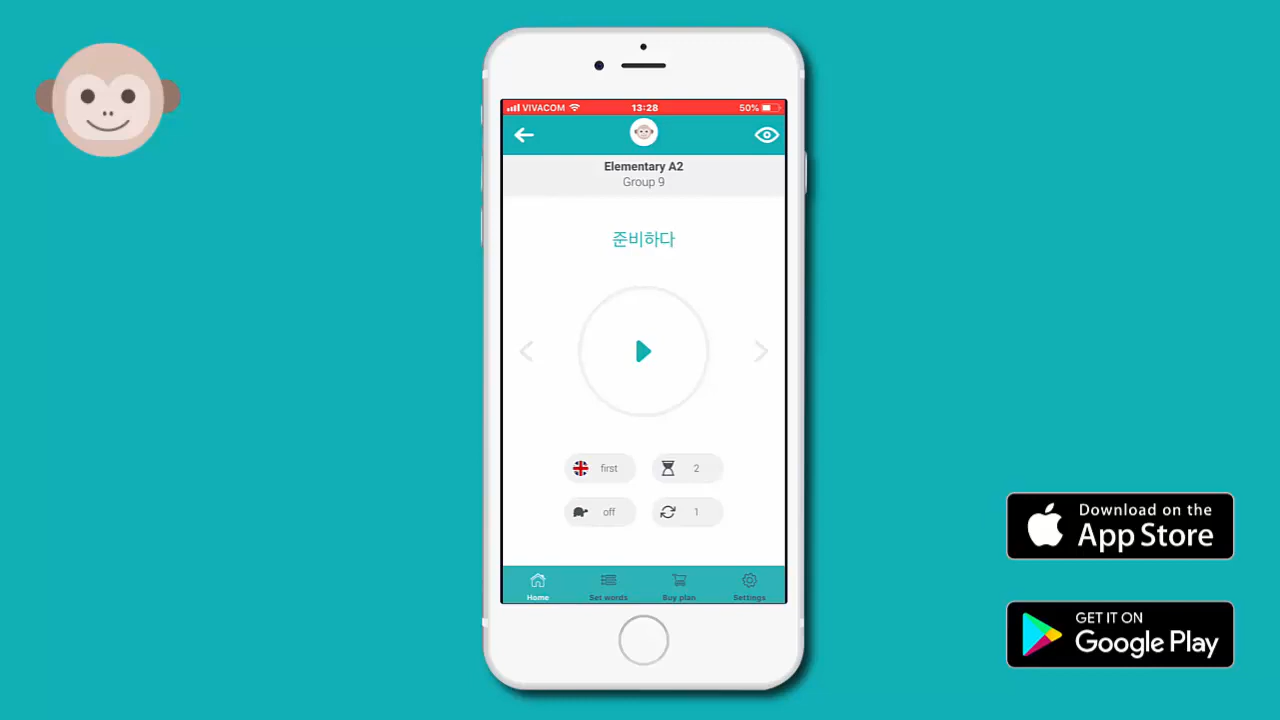 VIVACOM
13:28
50%
Elementary A2
Group 9
준비하다
first
2
off
1
Home
Set words
Buy plan
Settings
Download on the
App Store
GET IT ON
Google Play